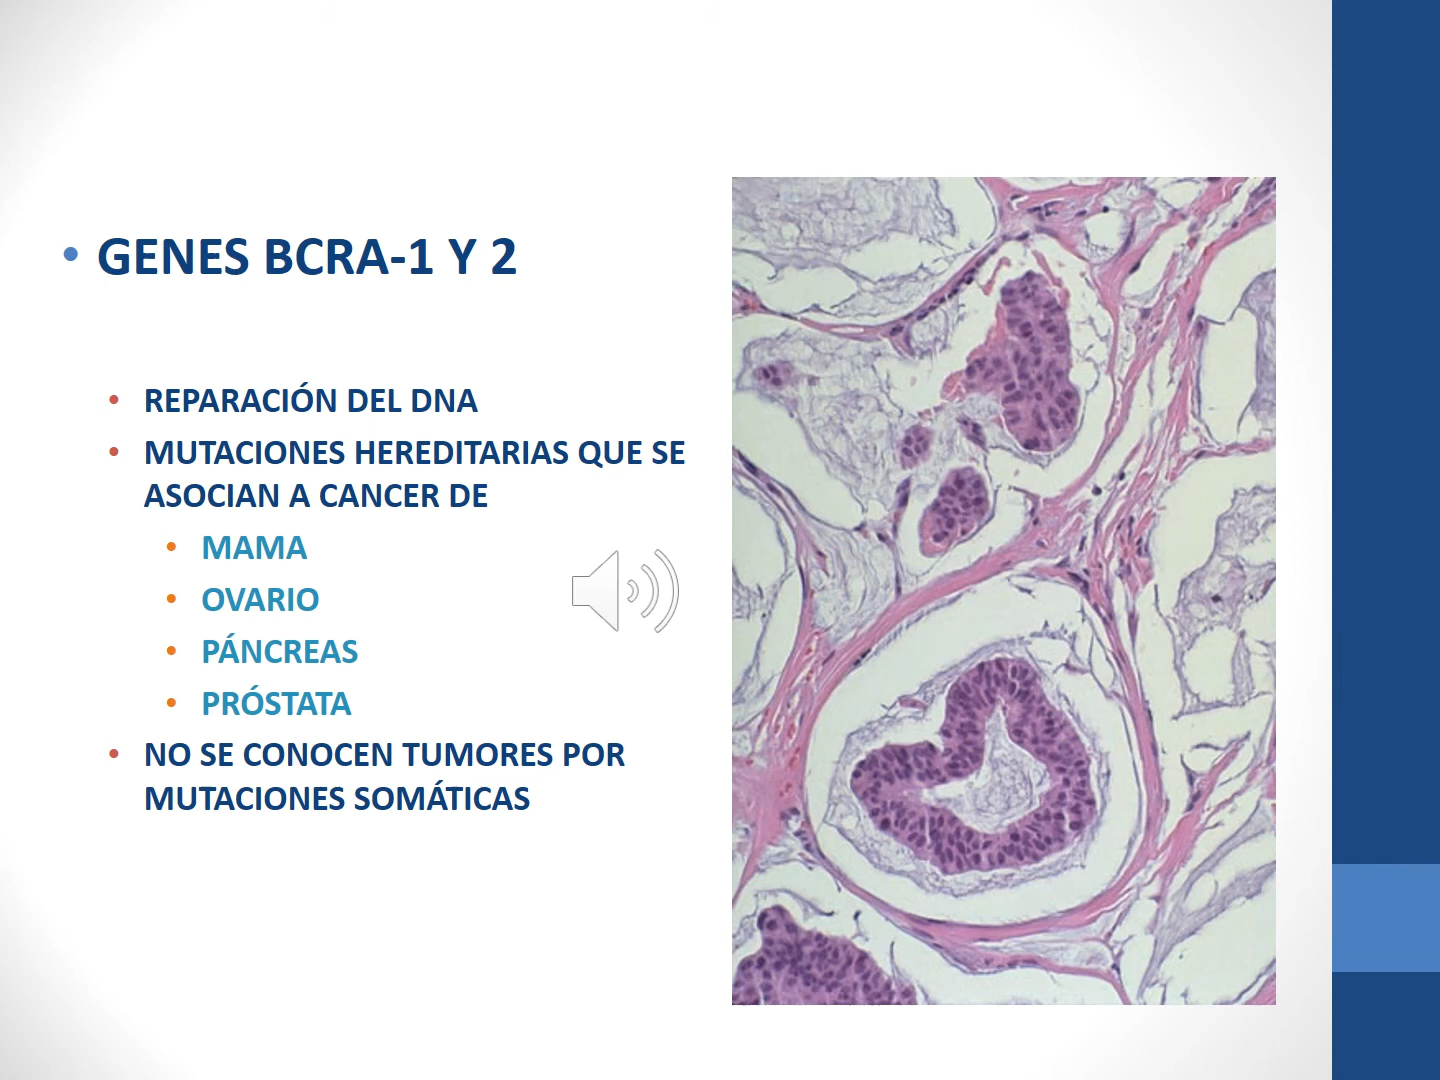 GENES BCRA-1 Y 2
REPARACIÓN DEL DNA
MUTACIONES HEREDITARIAS QUE SE
ASOCIAN A CANCER DE
MAMA
OVARIO
PÁNCREAS
PRÓSTATA
NO SE CONOCEN TUMORES POR
MUTACIONES SOMÁTICAS